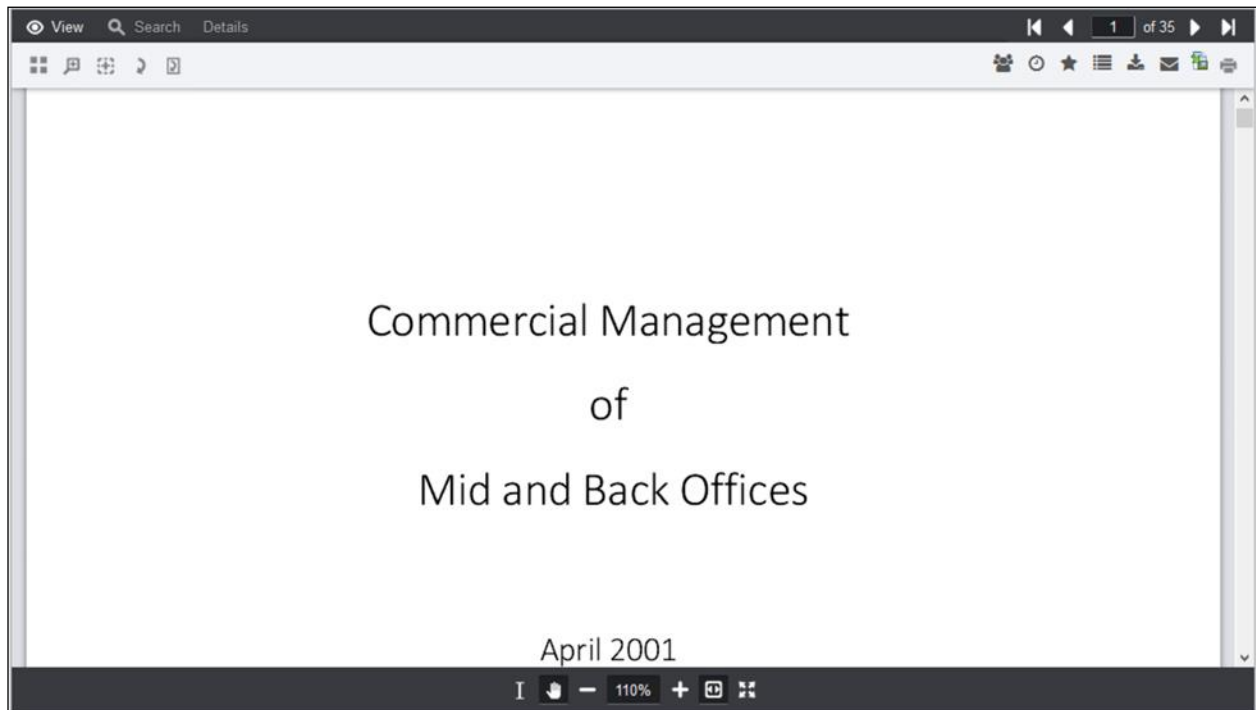 View Search Details 1 of 35
Commercial Management
of
Mid and Back Offices
April 2001
110%